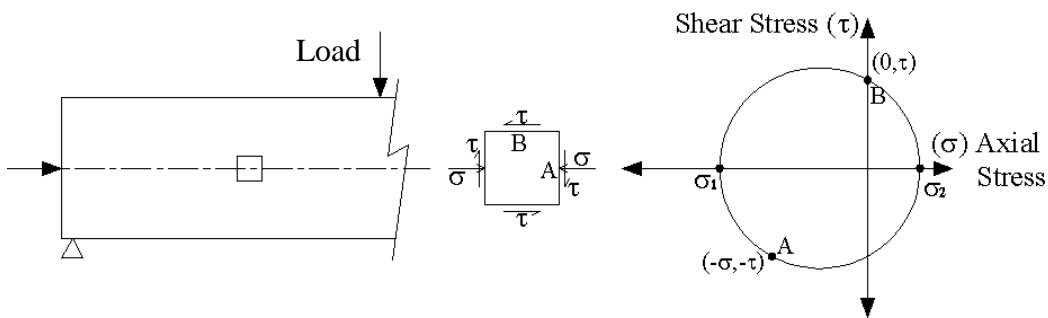 Load
τ
B
τ
σ
A
σ
τ
τ
Shear Stress (τ)
(0,τ)
B
(σ) Axial
Stress
σ1
σ2
A
(-σ,-τ)